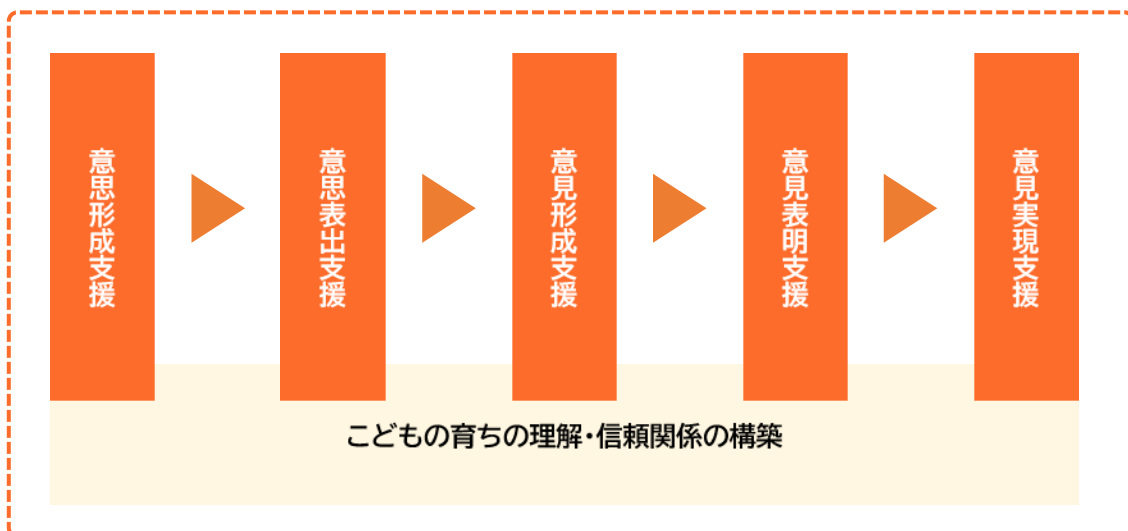 意思形成支援
意思表出支援
意見形成支援
意見表明支援
意見実現支援
こどもの育ちの理解・信頼関係の構築